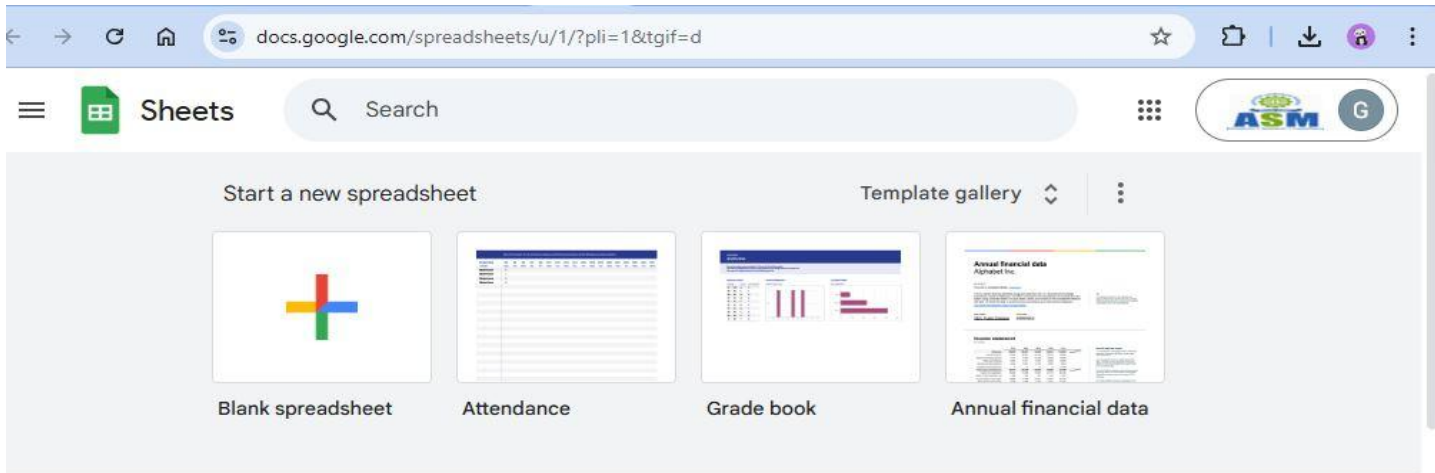 docs.google.com/spreadsheets/u/1/?pli=1&tgif=d
Sheets
Search
ASM
G
Start a new spreadsheet
Template gallery
Annual financial data
Alphabet Inc.
Blank spreadsheet
Attendance
Grade book
Annual financial data